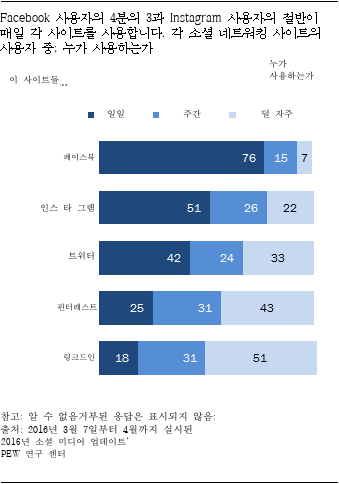 Facebook 사용자의 4분의 3과 Instagram 사용자의 절반이
매일 각 사이트를 사용합니다. 각 소셜 네트워킹 사이트의
사용자 중; 누가 사용하는가
이 사이트들...
누가
사용하는가
일일 주간 덜 자주
페이스북 76 15 7
인스 타 그램 51 26 22
트위터 42 24 33
핀터레스트 25 31 43
링크드인 18 31 51
참고: 알 수 없음거부된 응답은 표시되지 않음:
출처: 2016년 3월 7일부터 4월까지 실시된
2016년 소셜 미디어 업데이트'
PEW 연구 센터